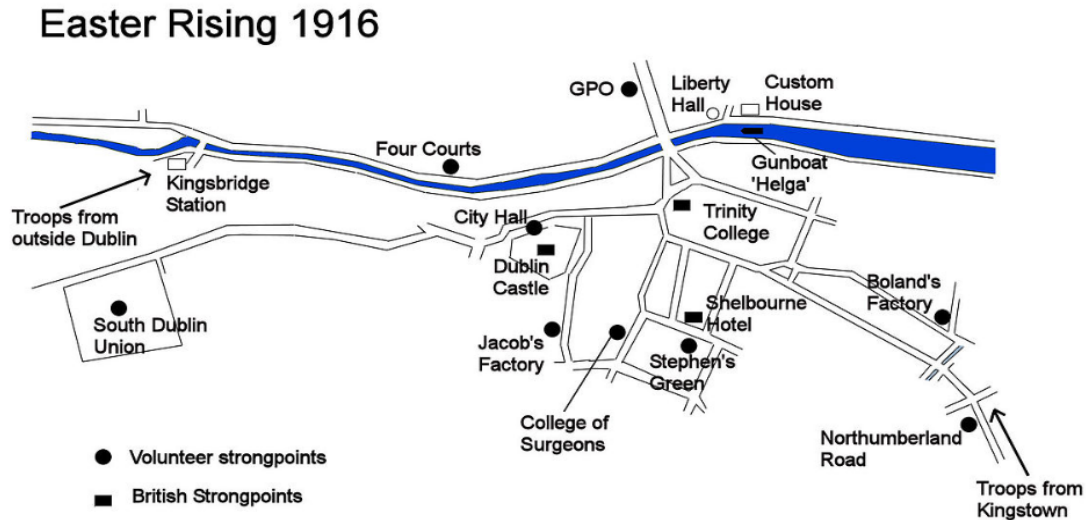 Easter Rising 1916
GPO
Liberty
Hall
Custom
House
Four Courts
Gunboat
'Helga'
Kingsbridge
Station
Troops from
outside Dublin
City Hall
Trinity
College
Dublin
Castle
Boland's
Factory
South Dublin
Union
Shelbourne
Hotel
Jacob's
Factory
Stephen's
Green
College of
Surgeons
Northumberland
Road
Volunteer strongpoints
British Strongpoints
Troops from
Kingstown